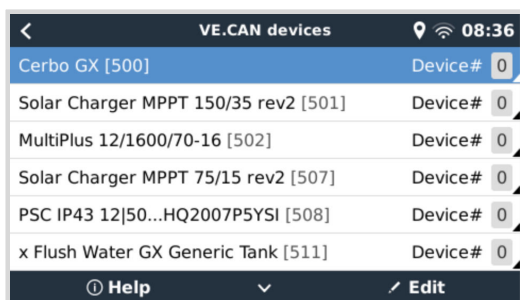 VE.CAN devices 08:36
Cerbo GX [500] Device# 0
Solar Charger MPPT 150/35 rev2 [501] Device# 0
MultiPlus 12/1600/70-16 [502] Device# 0
Solar Charger MPPT 75/15 rev2 [507] Device# 0
PSC IP43 12|50...HQ2007P5YSI [508] Device# 0
x Flush Water GX Generic Tank [511] Device# 0
Help Edit